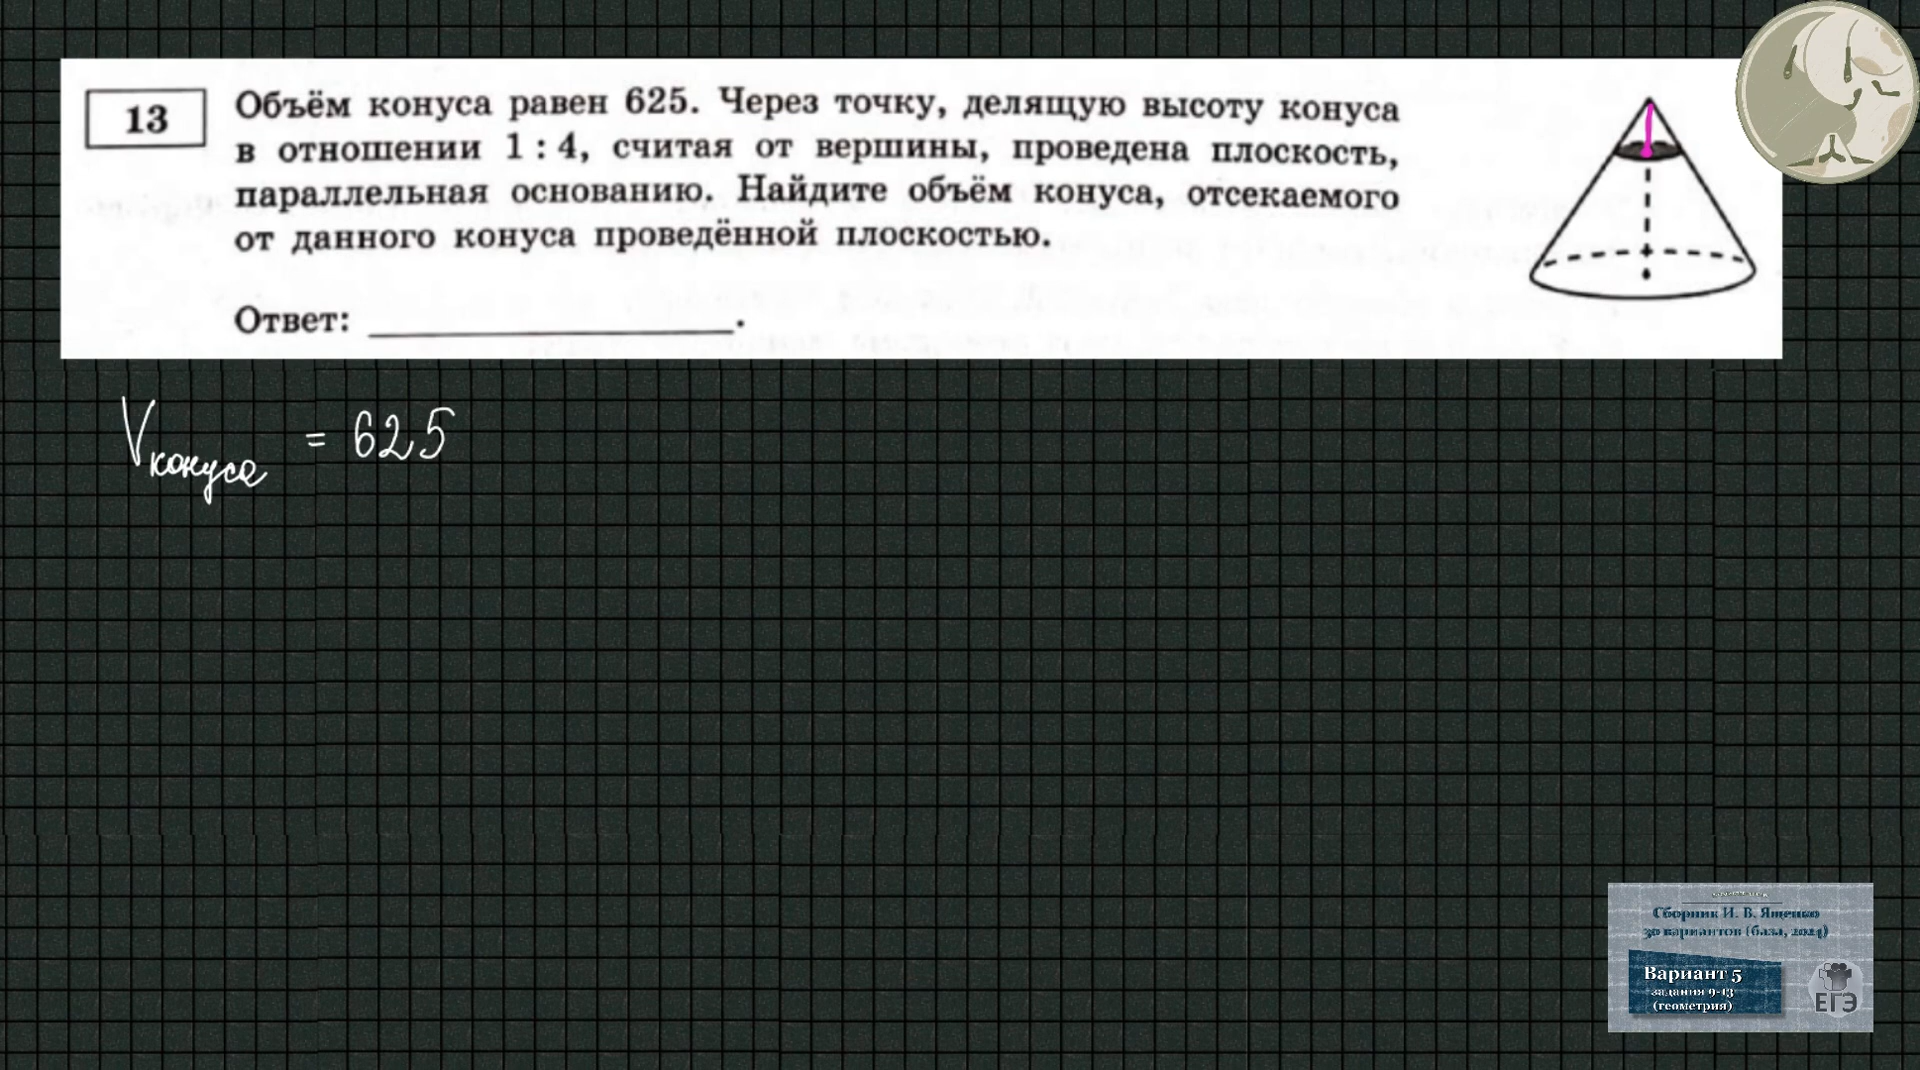 13
Объём конуса равен 625. Через точку, делящую высоту конуса
в отношении 1 : 4, считая от вершины, проведена плоскость,
параллельная основанию. Найдите объём конуса, отсекаемого
от данного конуса проведённой плоскостью.
Ответ: ____________________.
Vконуса = 625
Сборник И. В. Ященко
30 вариантов (база, 2024)
Вариант 5
задания 9-13
(геометрия)
ЕГЭ